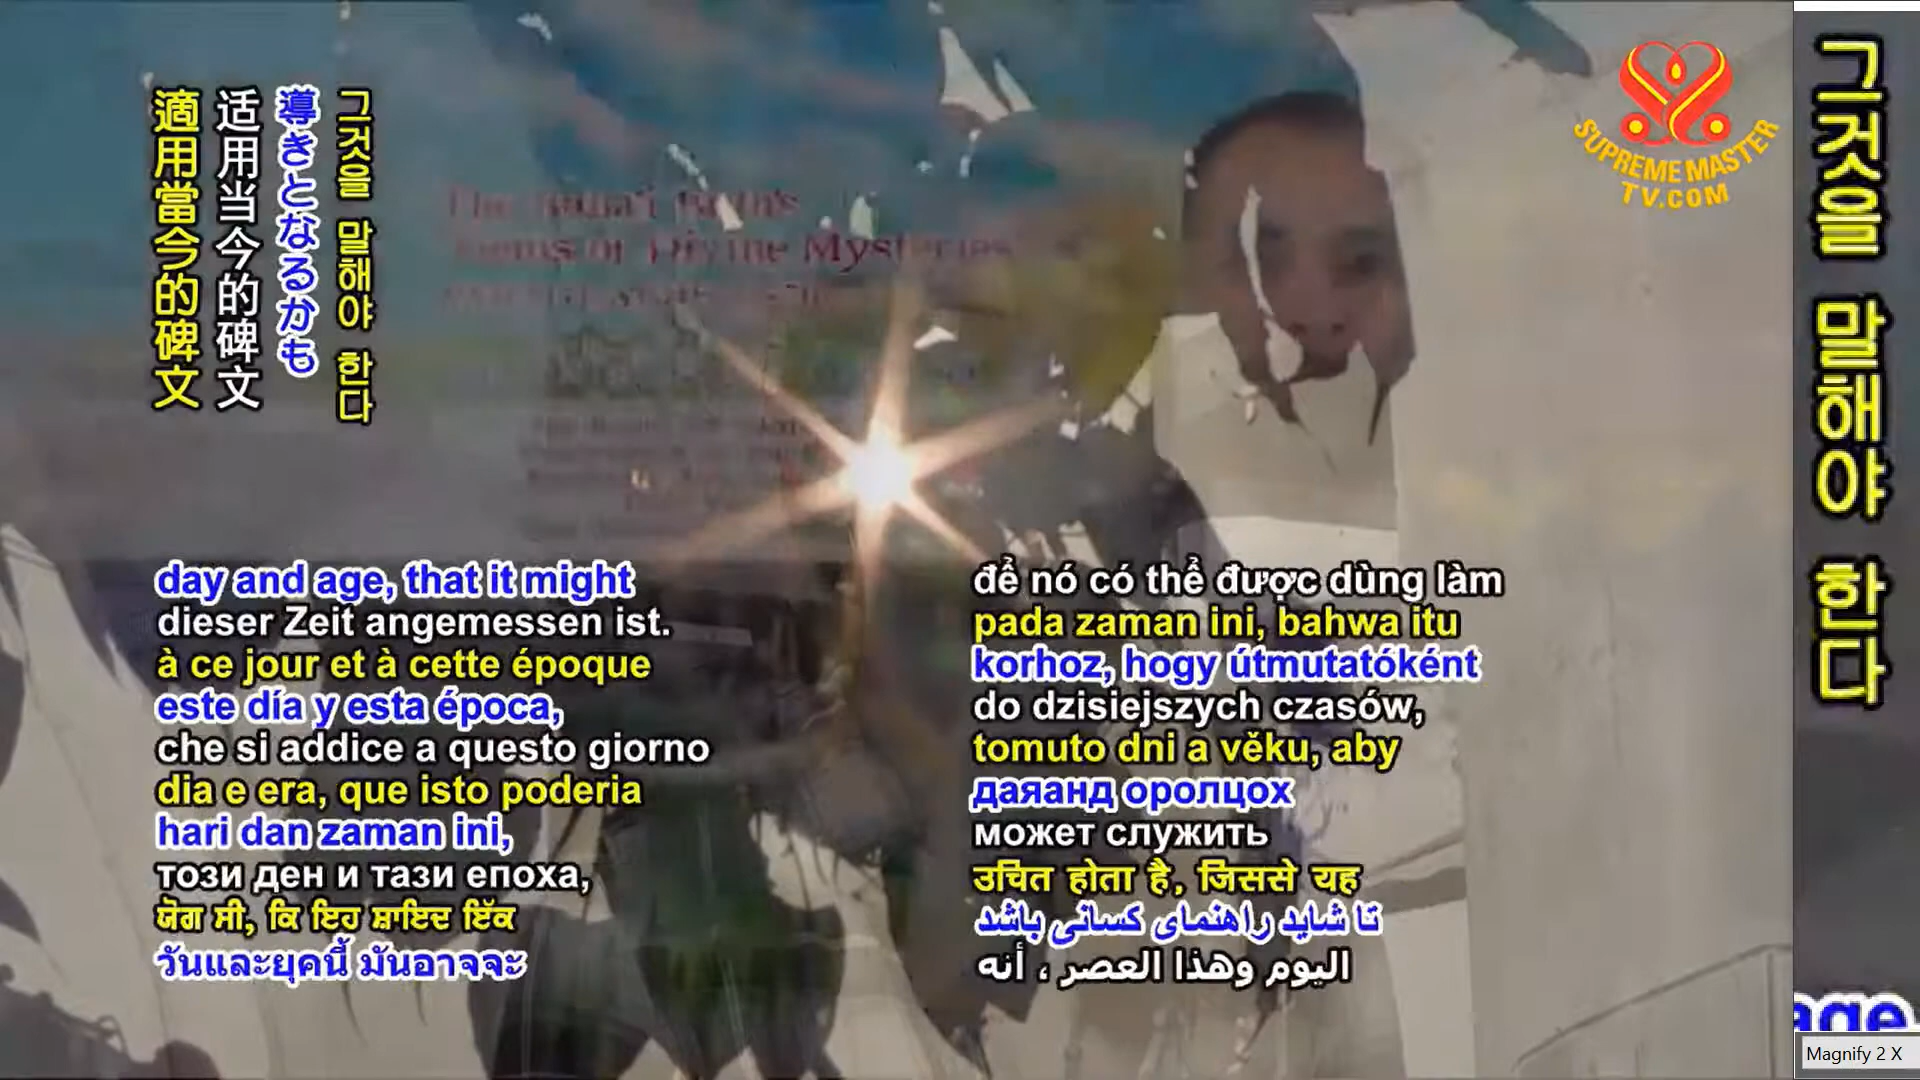 그것을 말해야 한다
導きとなるかも
适用当今的碑文
適用當今的碑文
SUPREME MASTER
TV.COM
of Divine Mysteries
day and age, that it might
dieser Zeit angemessen ist.
à ce jour et à cette époque
este día y esta época,
che si addice a questo giorno
dia e era, que isto poderia
hari dan zaman ini,
този ден и тази епоха,
ਯੋਗ ਸੀ, ਕਿ ਇਹ ਸ਼ਾਇਦ ਇੱਕ
วันและยุคนี้ มันอาจจะ
để nó có thể được dùng làm
pada zaman ini, bahwa itu
korhoz, hogy útmutatóként
do dzisiejszych czasów,
tomuto dni a věku, aby
даяанд оролцох
может служить
उचित होता है, जिससे यह
تا شاید راهنمای کسانی باشد
اليوم وهذا العصر ، أنه
그것을 말해야 한다
age
Magnify 2 X